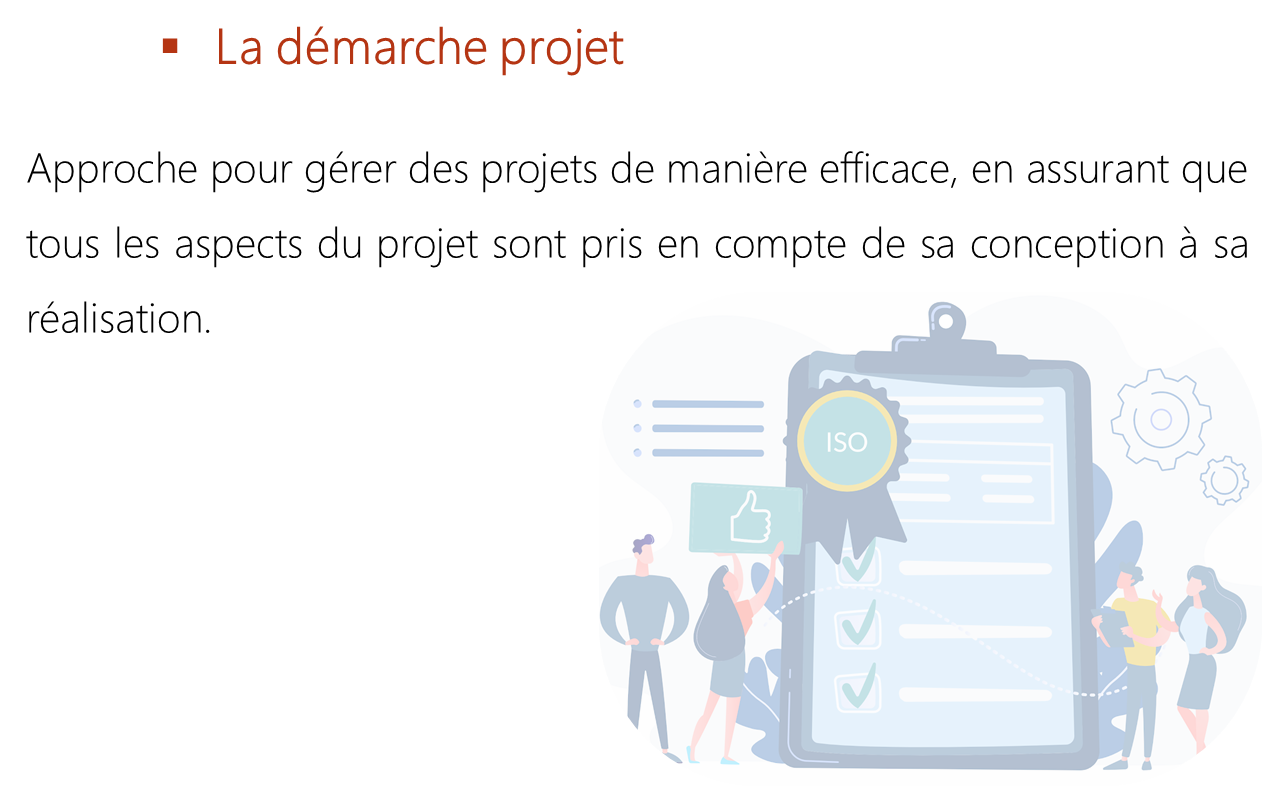 ▪ La démarche projet
Approche pour gérer des projets de manière efficace, en assurant que
tous les aspects du projet sont pris en compte de sa conception à sa
réalisation.
ISO